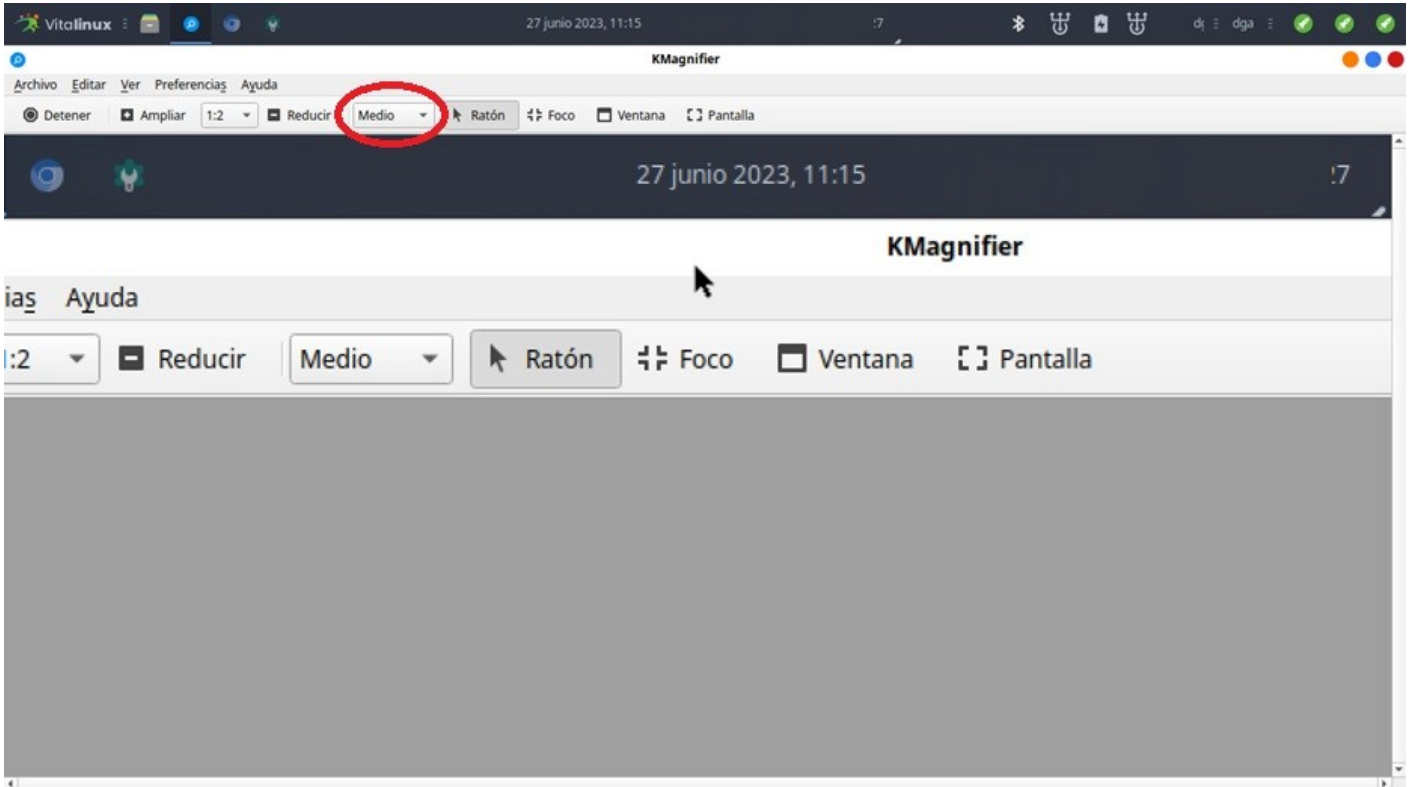 Vitalinux 27 junio 2023, 11:15 :7 dga
KMagnifier
Archivo Editar Ver Preferencias Ayuda
Detener Ampliar 1:2 Reducir Medio Ratón Foco Ventana Pantalla
27 junio 2023, 11:15 :7
KMagnifier
ias Ayuda
:2 Reducir Medio Ratón Foco Ventana Pantalla